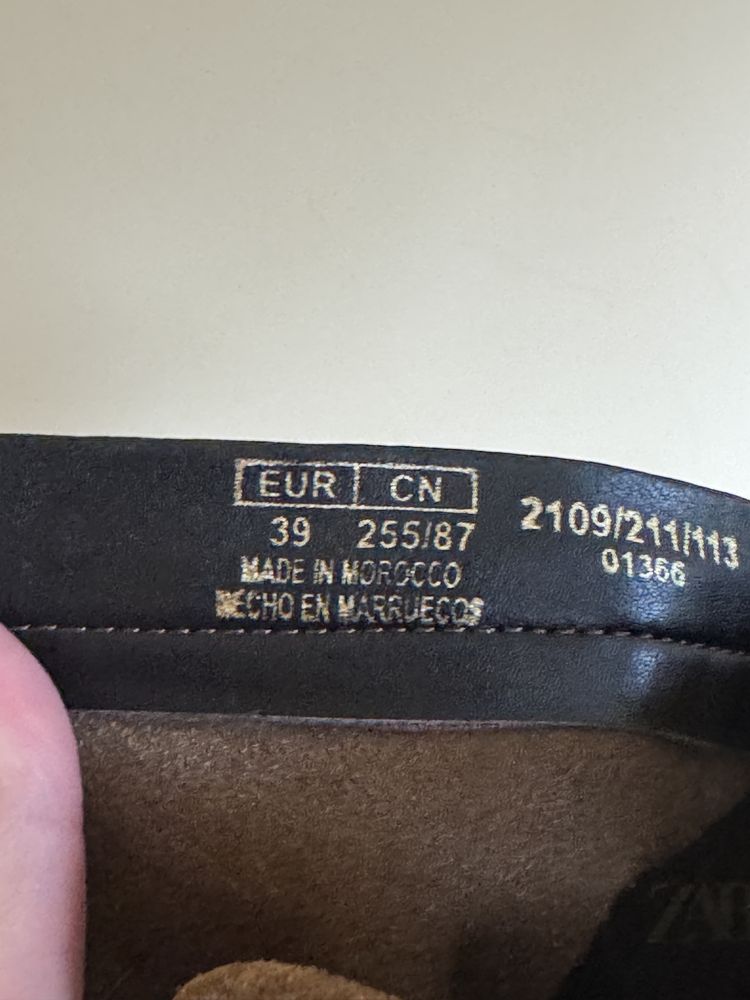 EUR CN
39 255/87
MADE IN MOROCCO
HECHO EN MARRUECOS
2109/211/113
01366